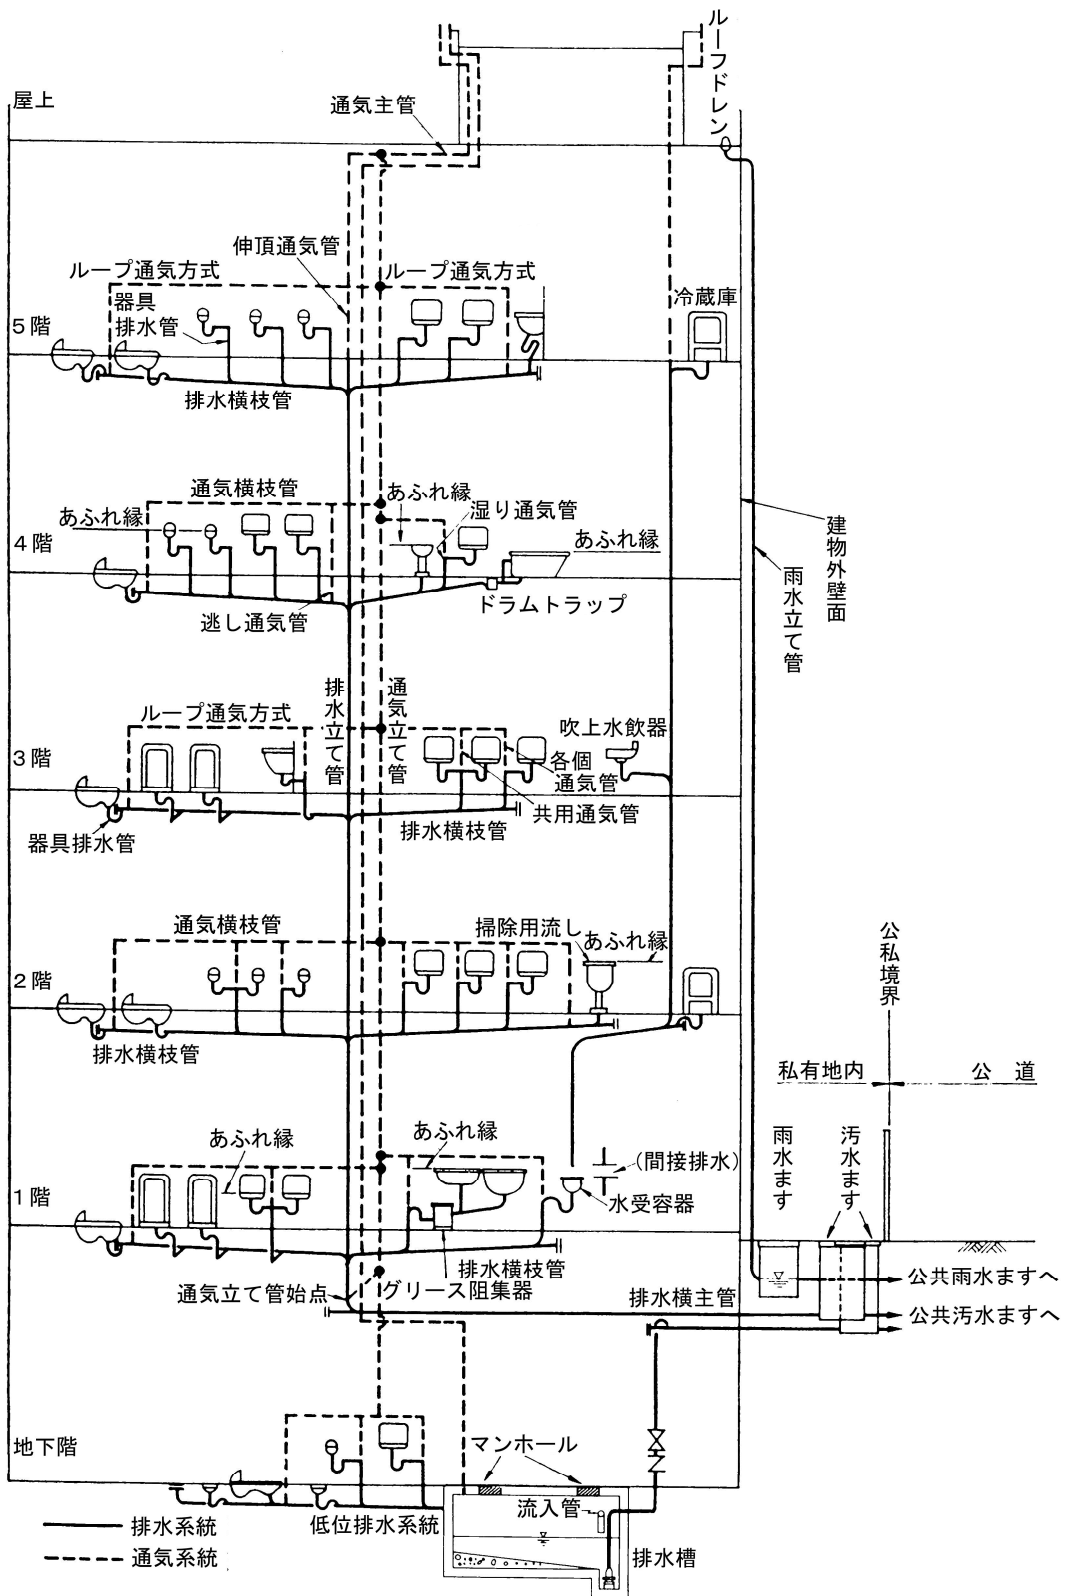 ルーフドレン
屋上
通気主管
伸頂通気管
ループ通気方式
ループ通気方式
器具
排水管
冷蔵庫
5階
排水横枝管
通気横枝管
あふれ縁
湿り通気管
あふれ縁
あふれ縁
4階
逃し通気管
ドラムトラップ
建物外壁面
雨水立て管
排水立て管
通気立て管
ループ通気方式
吹上水飲器
3階
各個
通気管
共用通気管
排水横枝管
器具排水管
通気横枝管
掃除用流し
あふれ縁
公私境界
2階
排水横枝管
私有地内
公道
あふれ縁
あふれ縁
雨水ます
汚水ます
(間接排水)
1階
水受容器
排水横枝管
グリース阻集器
通気立て管始点
排水横主管
公共雨水ますへ
公共汚水ますへ
地下階
マンホール
流入管
低位排水系統
排水槽
排水系統
通気系統